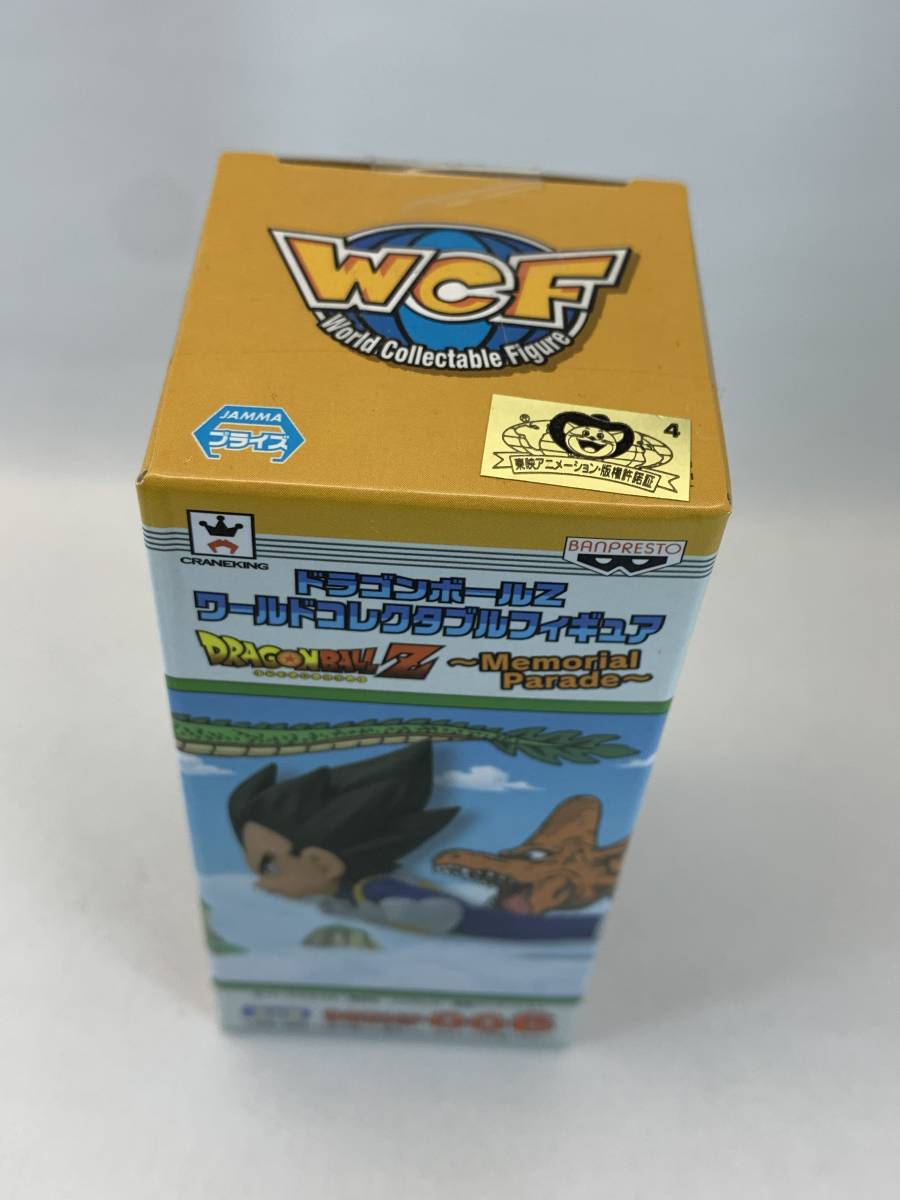 WCF
World Collectable Figure
JAMMA
プライズ
® 4
東映アニメーション・版権許諾証
CRANEKING
BANPRESTO
ドラゴンボールZ
ワールドコレクタブルフィギュア
DRAGONBALL Z
～Memorial
Parade～
006